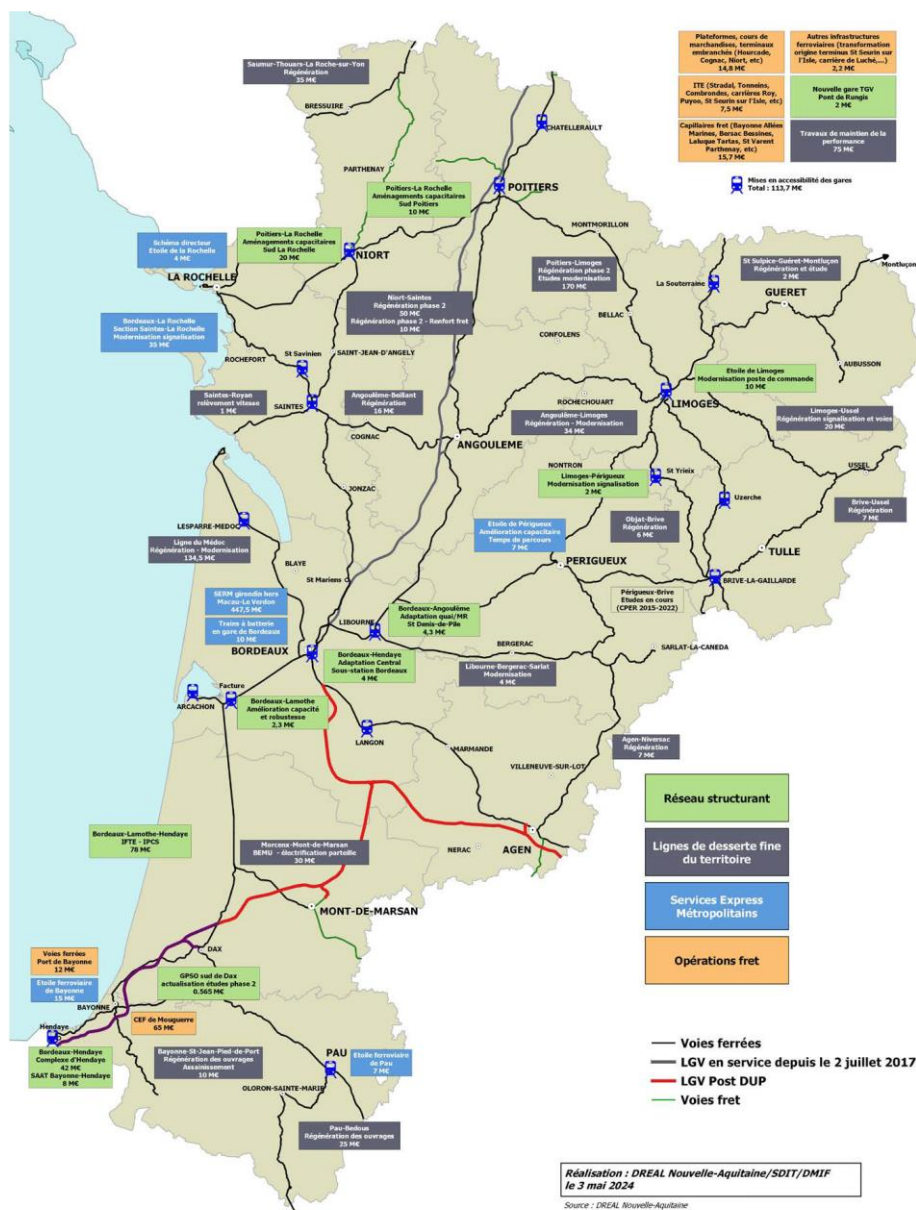 Plateformes, cours de
marchandises, terminaux
embranchés (Hourcade,
Cognac, Niort, etc)
14,8 M€
Autres infrastructures
ferroviaires (transformation
origine terminus St Seurin sur
l'Isle, carrière de Luché,...)
2,2 M€
ITE (Stradal, Tonneins,
Combrondes, carrières Roy,
Puyoo, St Seurin sur l'Isle, etc)
7,5 M€
Nouvelle gare TGV
Pont de Rungis
2 M€
Capillaires fret (Bayonne Allées
Marines, Bersac Bessines,
Laluque Tartas, St Varent
Parthenay, etc)
15,7 M€
Travaux de maintien de la
performance
75 M€
Mises en accessibilité des gares
Total : 113,7 M€
Saumur-Thouars-La Roche-sur-Yon
Régénération
35 M€
BRESSUIRE
CHATELLERAULT
PARTHENAY
POITIERS
Poitiers-La Rochelle
Aménagements capacitaires
Sud Poitiers
10 M€
MONTMORILLON
Schéma directeur
Etoile de la Rochelle
4 M€
Poitiers-La Rochelle
Aménagements capacitaires
Sud La Rochelle
20 M€
NIORT
LA ROCHELLE
Poitiers-Limoges
Régénération phase 2
Etudes modernisation
170 M€
St Sulpice-Guéret-Montluçon
Régénération et étude
2 M€
Montluçon
La Souterraine
GUERET
Niort-Saintes
Régénération phase 2
50 M€
Régénération phase 2 - Renfort fret
10 M€
BELLAC
Bordeaux-La Rochelle
Section Saintes-La Rochelle
Modernisation signalisation
35 M€
CONFOLENS
ROCHEFORT
St Savinien
SAINT-JEAN-D'ANGELY
AUBUSSON
Etoile de Limoges
Modernisation poste de commande
10 M€
Saintes-Royan
relèvement vitesse
1 M€
SAINTES
Angoulême-Beillant
Régénération
16 M€
ROCHECHOUART
LIMOGES
Angoulême-Limoges
Régénération - Modernisation
34 M€
Limoges-Ussel
Régénération signalisation et voies
20 M€
COGNAC
ANGOULEME
NONTRON
St Yrieix
USSEL
Limoges-Périgueux
Modernisation signalisation
2 M€
JONZAC
Uzerche
Brive-Ussel
Régénération
7 M€
LESPARRE-MEDOC
Etoile de Périgueux
Amélioration capacitaire
Temps de parcours
7 M€
Objat-Brive
Régénération
6 M€
Ligne du Médoc
Régénération - Modernisation
134,5 M€
TULLE
BLAYE
PERIGUEUX
St Mariens
BRIVE-LA-GAILLARDE
SERM girondin hors
Macau-Le Verdon
447,5 M€
Périgueux-Brive
Etudes en cours
(CPER 2015-2022)
Bordeaux-Angoulême
Adaptation quai/MR
St Denis-de-Pile
4,3 M€
LIBOURNE
Trains à batterie
en gare de Bordeaux
10 M€
BORDEAUX
BERGERAC
SARLAT-LA-CANEDA
Bordeaux-Hendaye
Adaptation Central
Sous-station Bordeaux
4 M€
Libourne-Bergerac-Sarlat
Modernisation
4 M€
Facture
ARCACHON
Bordeaux-Lamothe
Amélioration capacité
et robustesse
2,3 M€
LANGON
MARMANDE
Agen-Niversac
Régénération
7 M€
VILLENEUVE-SUR-LOT
Réseau structurant
Bordeaux-Lamothe-Hendaye
IFTE - IPCS
78 M€
Morcenx-Mont-de-Marsan
BEMU - électrification partielle
30 M€
NERAC
AGEN
Lignes de desserte fine
du territoire
MONT-DE-MARSAN
Services Express
Métropolitains
DAX
Voies ferrées
Port de Bayonne
12 M€
Opérations fret
Etoile ferroviaire
de Bayonne
15 M€
GPSO sud de Dax
actualisation études phase 2
0.565 M€
BAYONNE
CEF de Mouguerre
65 M€
Hendaye
Bordeaux-Hendaye
Complexe d'Hendaye
42 M€
SAAT Bayonne-Hendaye
8 M€
Bayonne-St-Jean-Pied-de-Port
Régénération des ouvrages
Assainissement
10 M€
PAU
Etoile ferroviaire
de Pau
7 M€
OLORON-SAINTE-MARIE
Pau-Bedous
Régénération des ouvrages
25 M€
Voies ferrées
LGV en service depuis le 2 juillet 2017
LGV Post DUP
Voies fret
Réalisation : DREAL Nouvelle-Aquitaine/SDIT/DMIF
le 3 mai 2024
Source : DREAL Nouvelle-Aquitaine